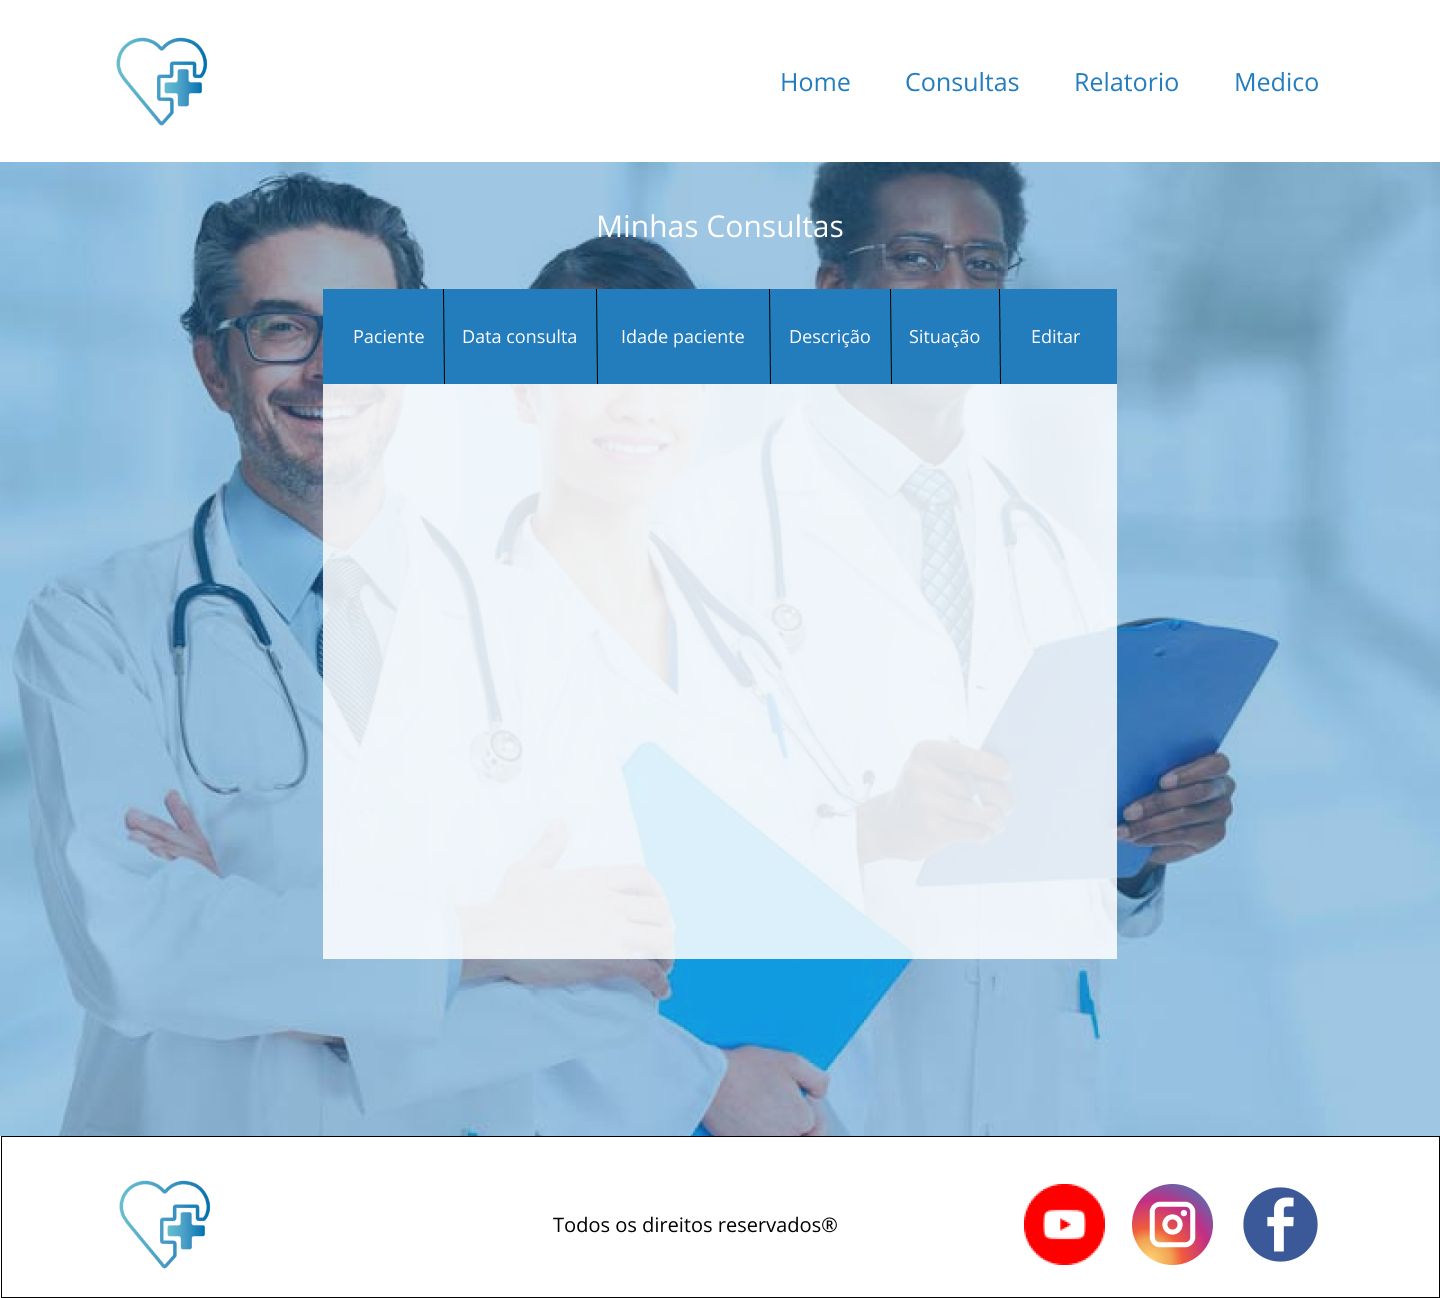 Home Consultas Relatorio Medico
Minhas Consultas
Paciente Data consulta Idade paciente Descrição Situação Editar
Todos os direitos reservados®